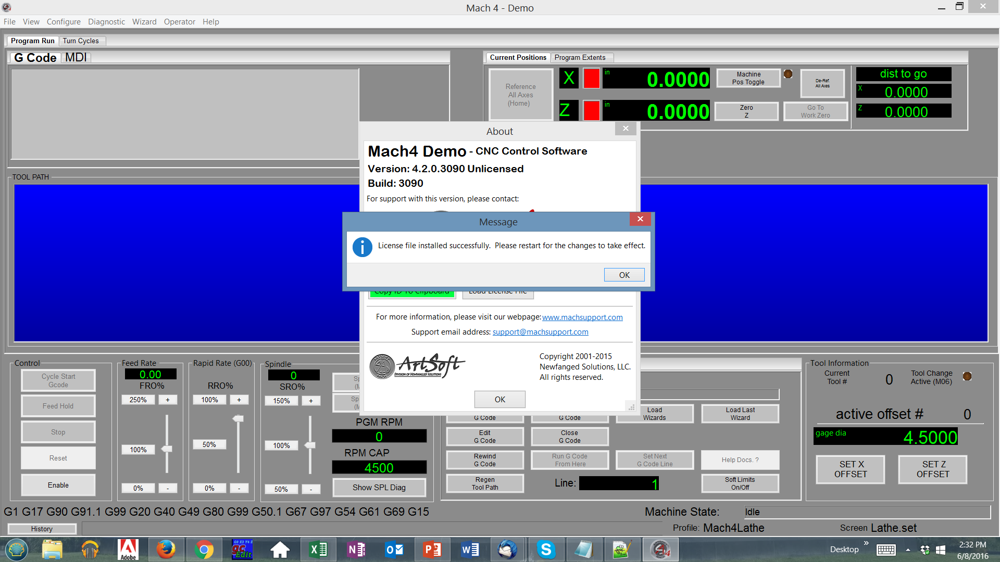 Mach 4 - Demo
File View Configure Diagnostic Wizard Operator Help
Program Run Turn Cycles
G Code MDI
Current Positions Program Extents
Reference
All Axes
(Home)
X in 0.0000
Machine
Pos Toggle
De-Ref.
All Axes
dist to go
X 0.0000
Z in 0.0000
Zero
Z
Go To
Work Zero
Z 0.0000
TOOL PATH
About
Mach4 Demo - CNC Control Software
Version: 4.2.0.3090 Unlicensed
Build: 3090
For support with this version, please contact:
Message
License file installed successfully. Please restart for the changes to take effect.
OK
Copy ID To Clipboard Load License File
For more information, please visit our webpage: www.machsupport.com
Support email address: support@machsupport.com
ArtSoft
DIVISION OF NEWFANGLED SOLUTIONS
Copyright 2001-2015
Newfanged Solutions, LLC.
All rights reserved.
OK
Control
Cycle Start
Gcode
Feed Hold
Stop
Reset
Enable
Feed Rate
0.00
FRO%
250% +
100%
0% -
Rapid Rate (G00)
RRO%
100% +
50%
0% -
Spindle
0
SRO%
150% +
100%
50% -
Sp
(M
Sp
(M
PGM RPM
0
RPM CAP
4500
Show SPL Diag
G Code
G Code
Load
Wizards
Load Last
Wizard
Edit
G Code
Close
G Code
Rewind
G Code
Run G Code
From Here
Set Next
G Code Line
Help Docs. ?
Regen
Tool Path
Line: 1
Soft Limits
On/Off
Tool Information
Current
Tool #
0
Tool Change
Active (M06)
active offset # 0
gage dia 4.5000
SET X
OFFSET
SET Z
OFFSET
G1 G17 G90 G91.1 G99 G20 G40 G49 G80 G99 G50.1 G67 G97 G54 G61 G69 G15
Machine State: Idle
History
Profile: Mach4Lathe
Screen Lathe.set
Adobe
G0 X3 Y4 Z
gc
Edit
Desktop
2:32 PM
6/8/2016